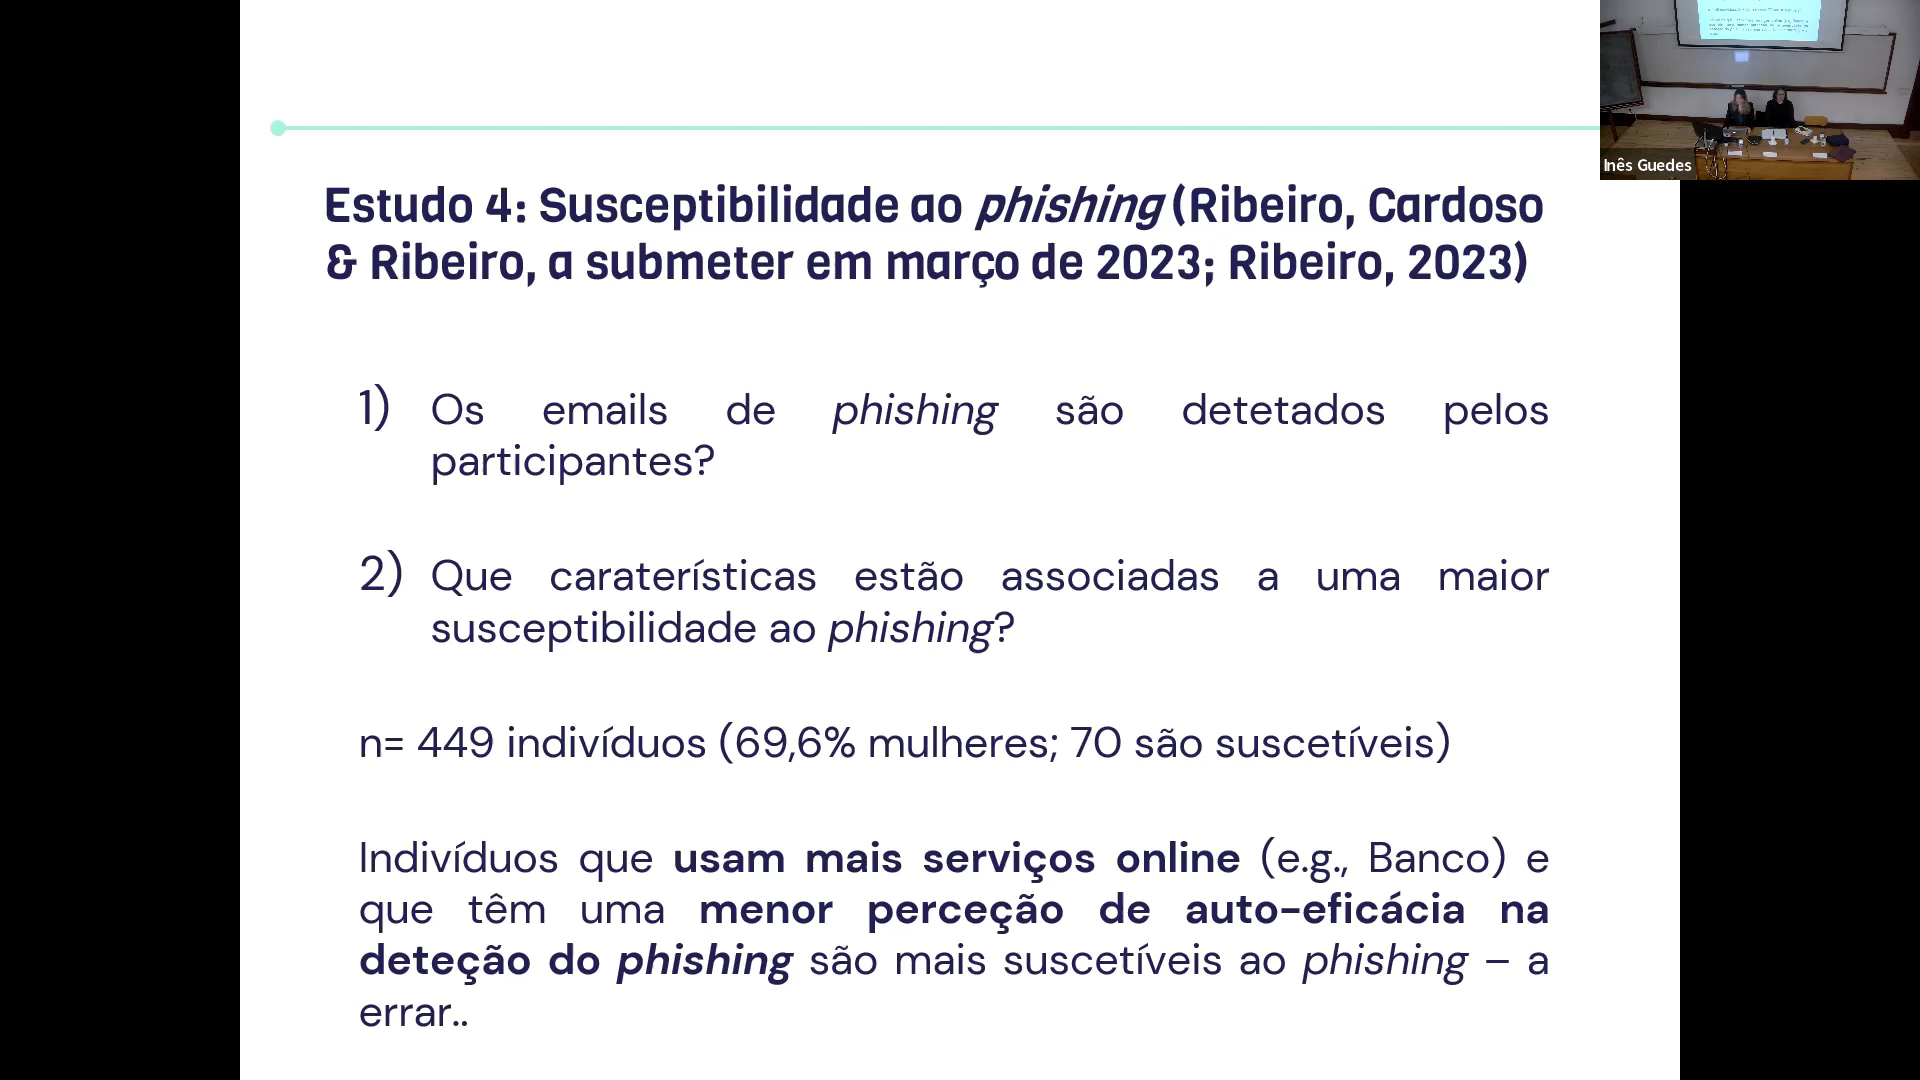 Estudo 4: Susceptibilidade ao phishing (Ribeiro, Cardoso
& Ribeiro, a submeter em março de 2023; Ribeiro, 2023)
1) Os emails de phishing são detetados pelos
participantes?
2) Que caraterísticas estão associadas a uma maior
susceptibilidade ao phishing?
n= 449 indivíduos (69,6% mulheres; 70 são suscetíveis)
Indivíduos que usam mais serviços online (e.g., Banco) e
que têm uma menor perceção de auto-eficácia na
deteção do phishing são mais suscetíveis ao phishing – a
errar..
Inês Guedes